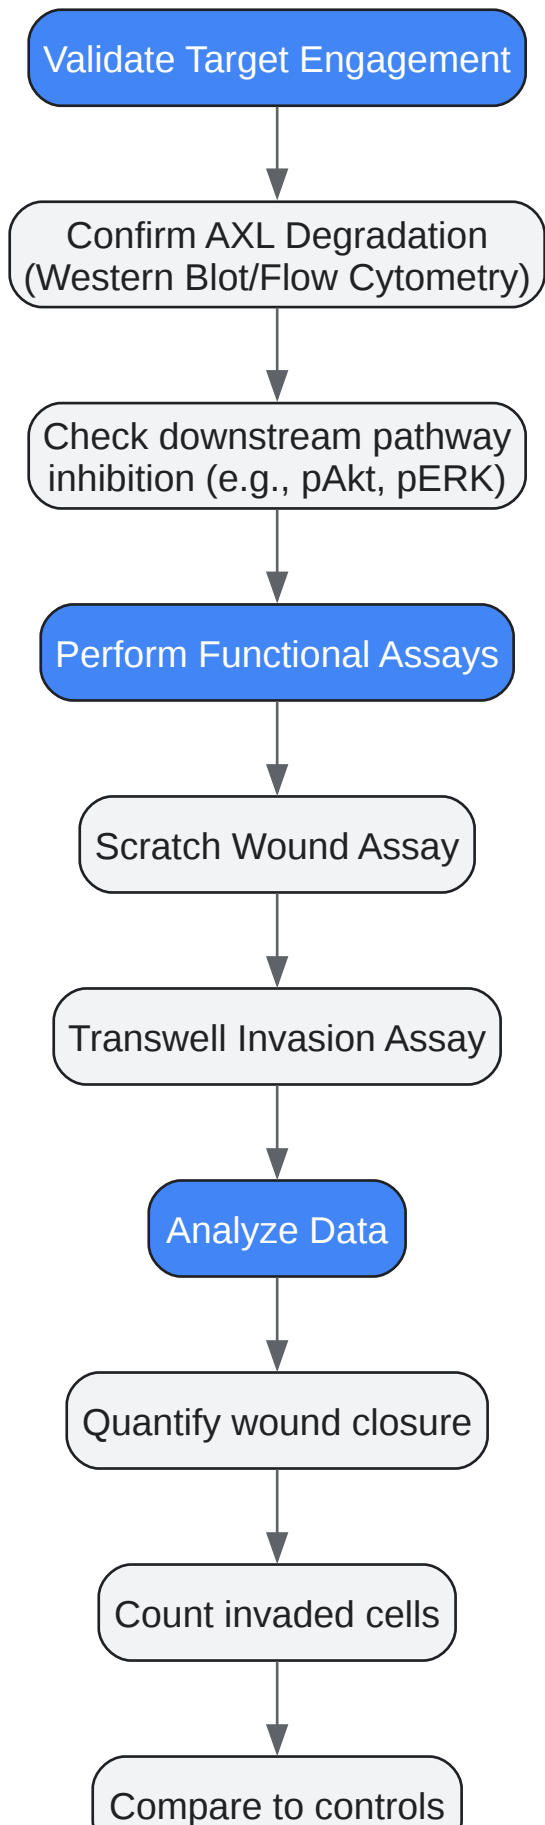 Validate Target Engagement
Confirm AXL Degradation
(Western Blot/Flow Cytometry)
Check downstream pathway
inhibition (e.g., pAkt, pERK)
Perform Functional Assays
Scratch Wound Assay
Transwell Invasion Assay
Analyze Data
Quantify wound closure
Count invaded cells
Compare to controls